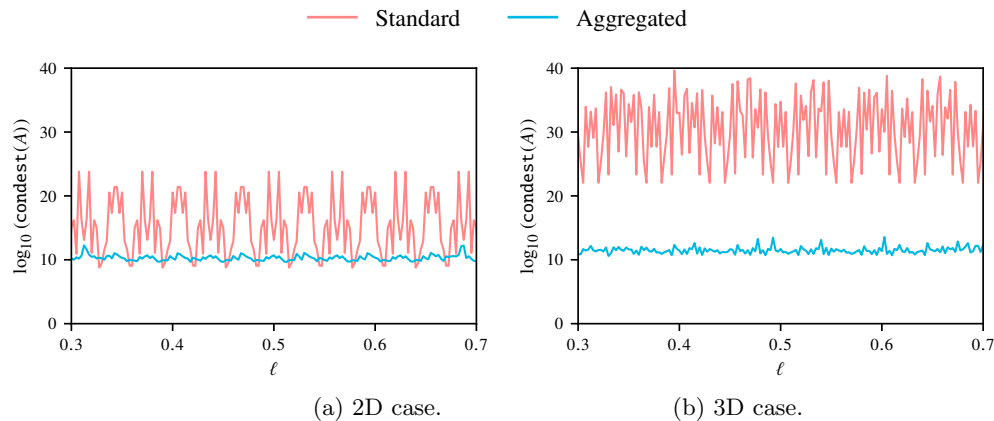 Standard Aggregated
40
30
20
10
0
log10 (condest(A))
0.3 0.4 0.5 0.6 0.7
ℓ
(a) 2D case.
40
30
20
10
0
log10 (condest(A))
0.3 0.4 0.5 0.6 0.7
ℓ
(b) 3D case.